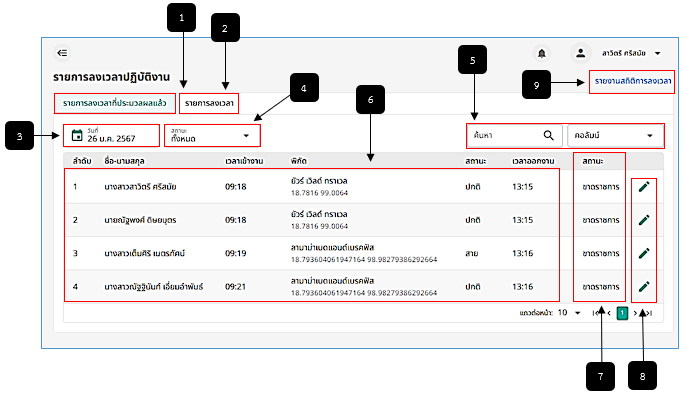 1
2
3
4
5
6
9
สาวิตรี ศรีสมัย
รายการลงเวลาปฏิบัติงาน
รายงานสถิติการลงเวลา
รายการลงเวลาที่ประมวลผลแล้ว รายการลงเวลา
วันที่
26 ม.ค. 2567
สถานะ
ทั้งหมด
ค้นหา
คอลัมน์
ลำดับ ชื่อ-นามสกุล เวลาเข้างาน พิกัด สถานะ เวลาออกงาน สถานะ
1 นางสาวสาวิตรี ศรีสมัย 09:18 ยัวร์ เวิลด์ ทราเวล ปกติ 13:15 ขาดราชการ
18.7816 99.0064
2 นายณัฐพงศ์ ดิษยบุตร 09:18 ยัวร์ เวิลด์ ทราเวล ปกติ 13:15 ขาดราชการ
18.7816 99.0064
3 นางสาวเต็มศิริ เนตรทัศน์ 09:19 ลามาม่าเบดแอนด์เบรคฟัส สาย 13:16 ขาดราชการ
18.793604061947164 98.98279386292664
4 นางสาวณัฐฐินันท์ เอี่ยมอำพันธ์ 09:21 ลามาม่าเบดแอนด์เบรคฟัส ปกติ 13:16 ขาดราชการ
18.793604061947164 98.98279386292664
แถวต่อหน้า: 10 1
7
8